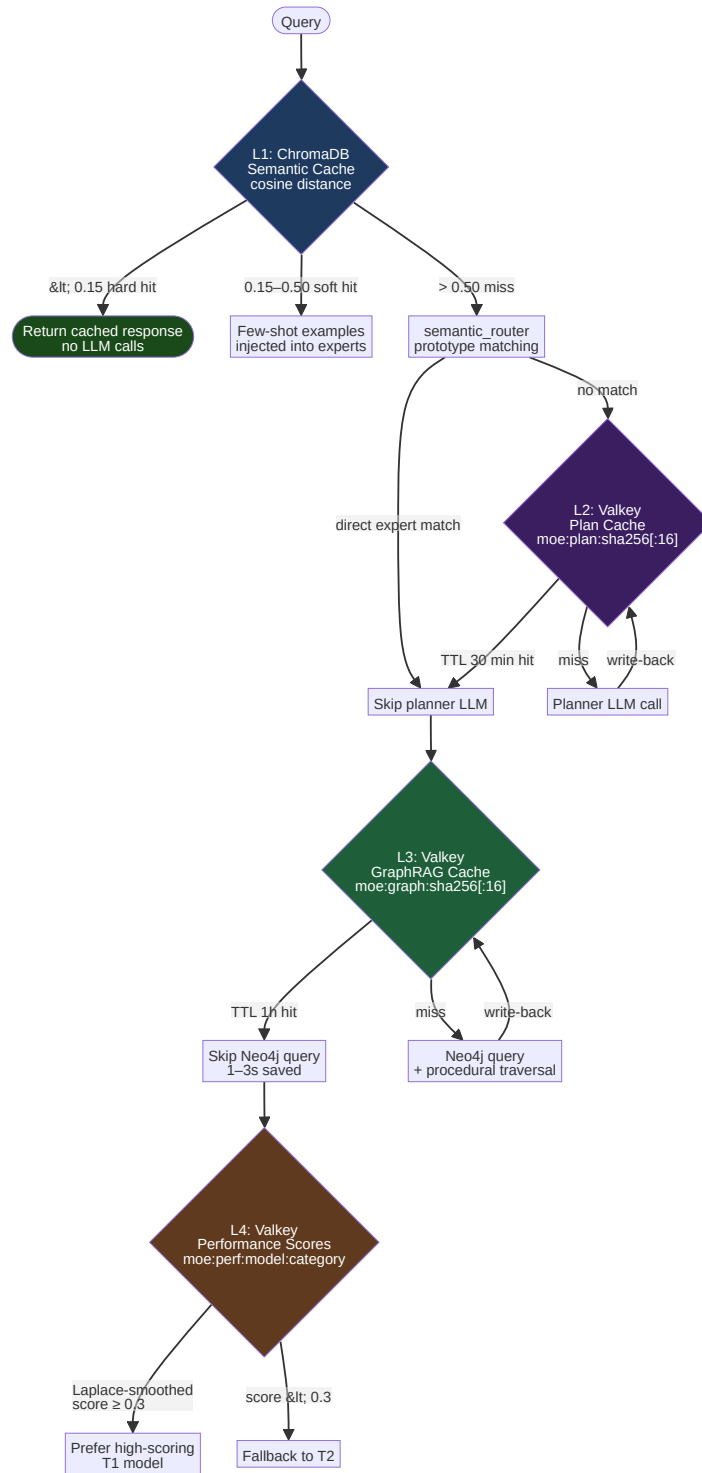 Query
L1: ChromaDB
Semantic Cache
cosine distance
&lt; 0.15 hard hit
0.15–0.50 soft hit
> 0.50 miss
Return cached response
no LLM calls
Few-shot examples
injected into experts
semantic_router
prototype matching
no match
L2: Valkey
Plan Cache
moe:plan:sha256[:16]
direct expert match
TTL 30 min hit
miss
write-back
Skip planner LLM
Planner LLM call
L3: Valkey
GraphRAG Cache
moe:graph:sha256[:16]
TTL 1h hit
miss
write-back
Skip Neo4j query
1–3s saved
Neo4j query
+ procedural traversal
L4: Valkey
Performance Scores
moe:perf:model:category
Laplace-smoothed
score ≥ 0.3
score &lt; 0.3
Prefer high-scoring
T1 model
Fallback to T2